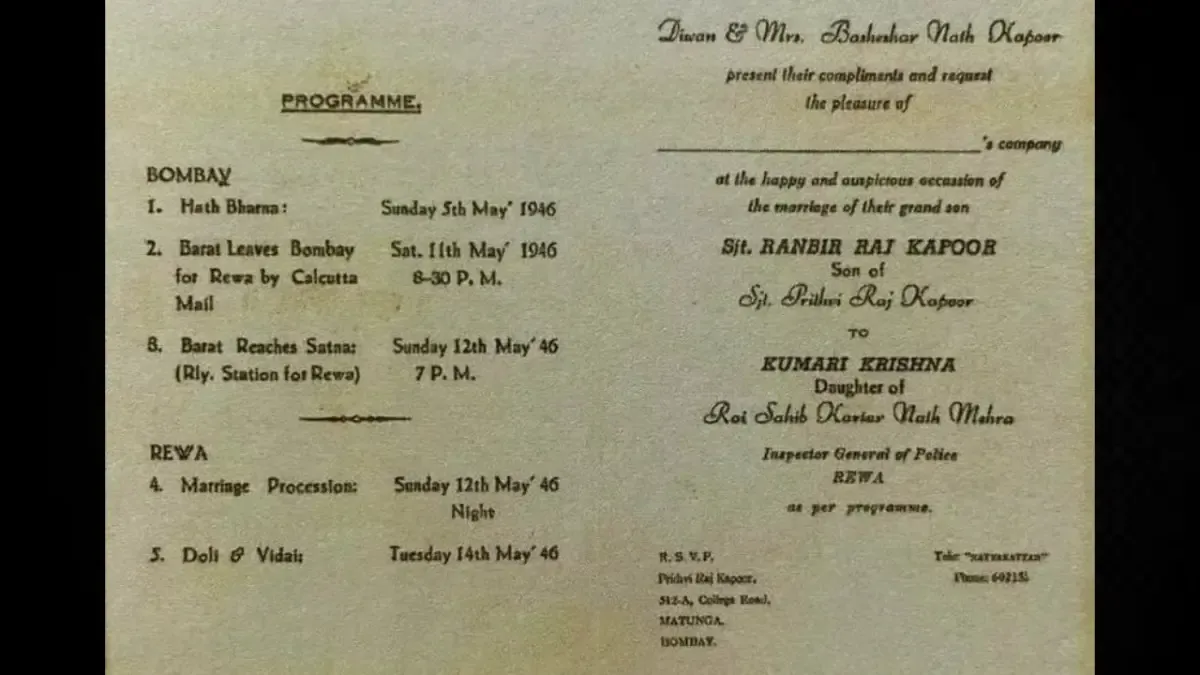 PROGRAMME.
BOMBAY
1. Hath Bharna: Sunday 5th May' 1946
2. Barat Leaves Bombay Sat. 11th May' 1946
for Rewa by Calcutta 8-30 P. M.
Mail
3. Barat Reaches Satna: Sunday 12th May' 46
(Rly. Station for Rewa) 7 P. M.
REWA
4. Marriage Procession: Sunday 12th May' 46
Night
5. Doli & Vidai: Tuesday 14th May' 46
Diwan & Mrs. Basheshar Nath Kapoor
present their compliments and request
the pleasure of
's company
at the happy and auspicious occassion of
the marriage of their grand son
Sjt. RANBIR RAJ KAPOOR
Son of
Sjt. Prithvi Raj Kapoor
TO
KUMARI KRISHNA
Daughter of
Rai Sahib Kartar Nath Mehra
Inspector General of Police
REWA
as per programme.
R. S. V. P.
Prithvi Raj Kapoor,
512-A, College Road,
MATUNGA.
BOMBAY.
Phone: